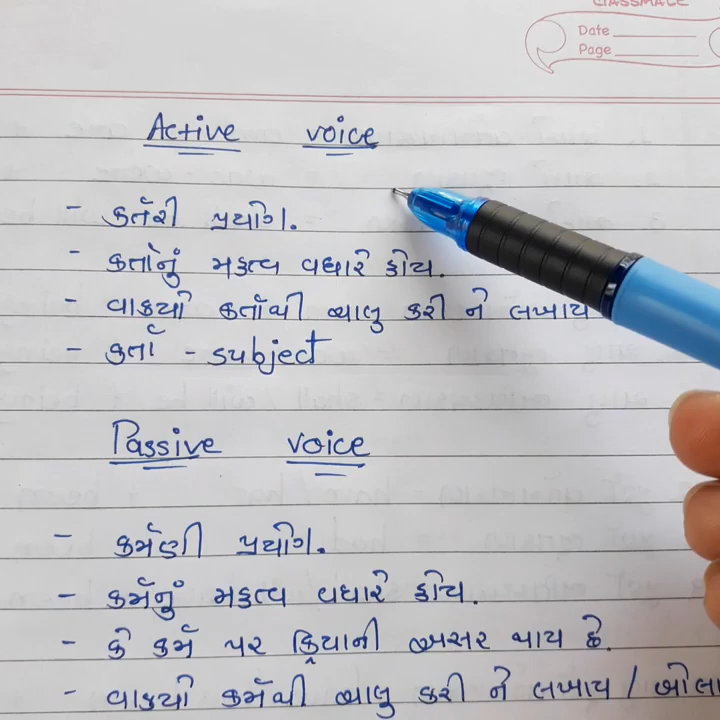 CLASSMATE
Date
Page
Active voice
- કર્તરી પ્રયોગ.
- કર્તાનું મહત્વ વધારે હોય.
- વાક્યો કર્તાથી ચાલુ કરી ને લખાય
- કર્તા - subject
Passive voice
- કર્મણી પ્રયોગ.
- કર્મનું મહત્વ વધારે હોય.
- કે કર્મ પર ક્રિયાની અસર થાય છે.
- વાક્યો કર્મથી ચાલુ કરી ને લખાય / બોલા